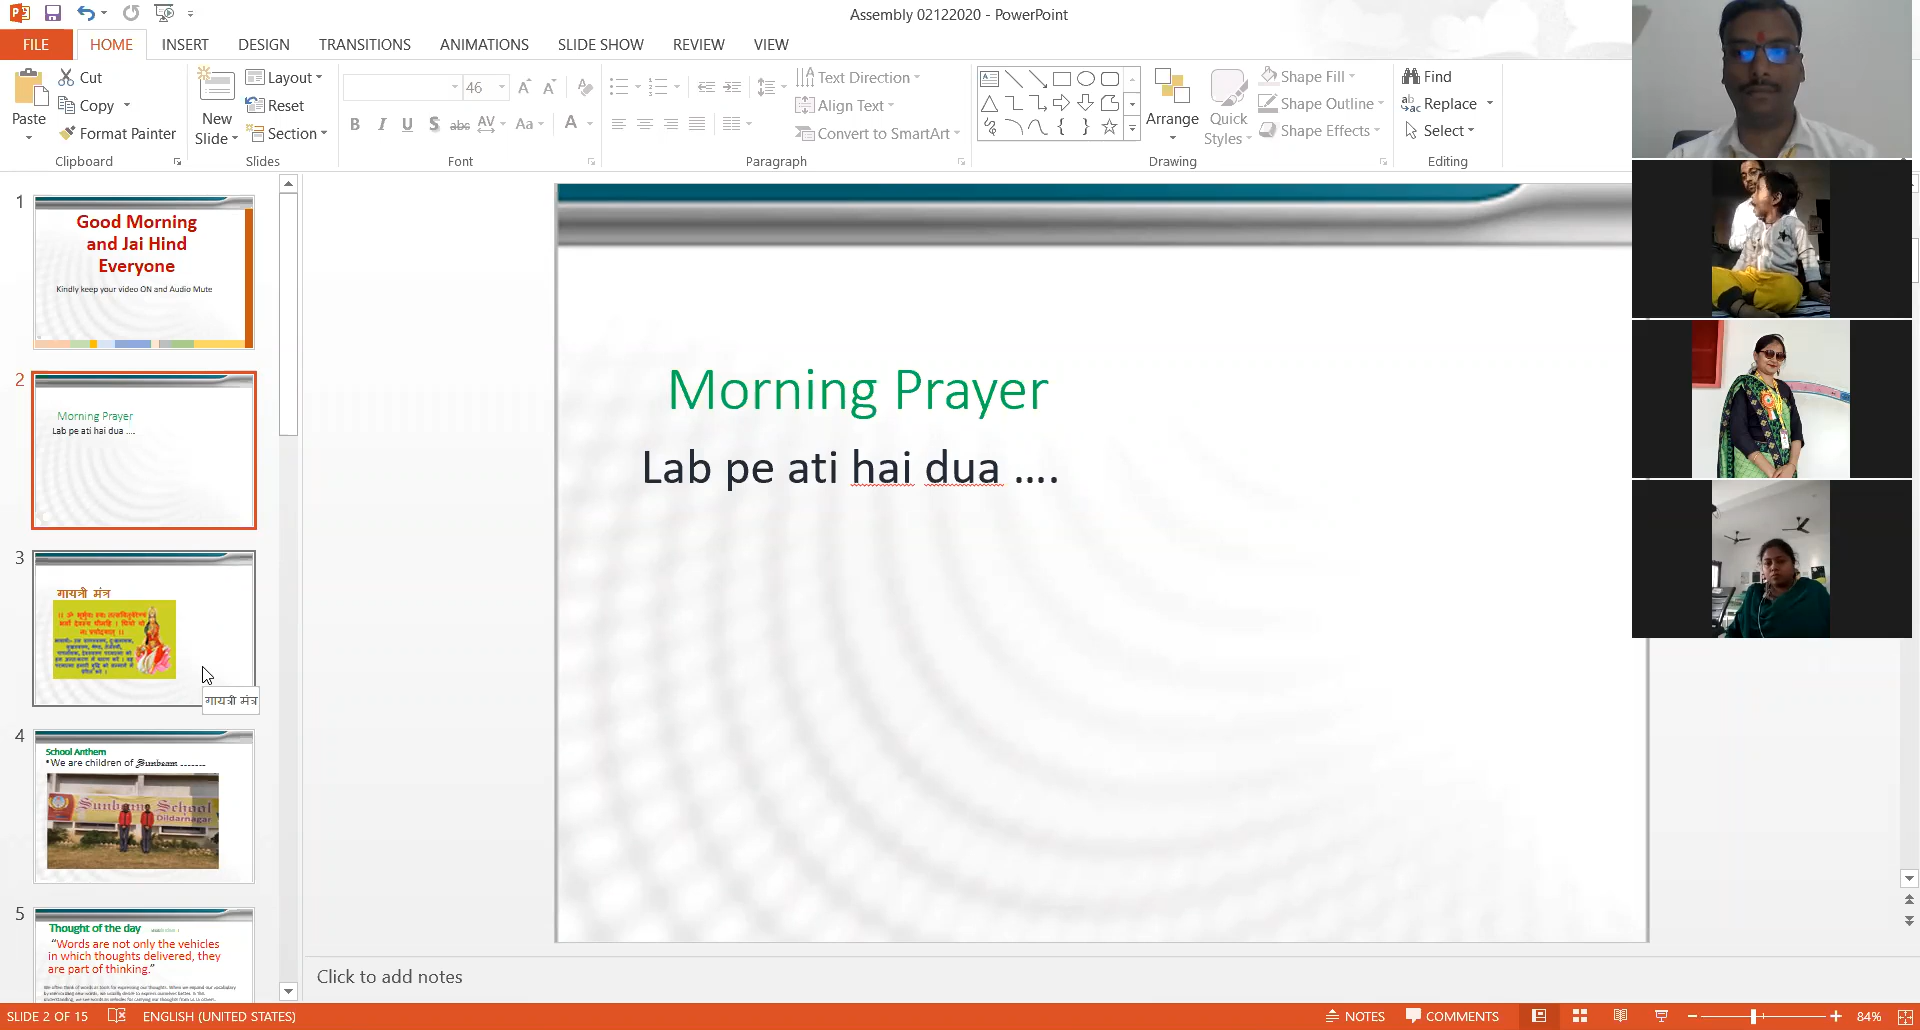 Assembly 02122020 - PowerPoint
FILE
HOME
INSERT
DESIGN
TRANSITIONS
ANIMATIONS
SLIDE SHOW
REVIEW
VIEW
Paste
Cut
Copy
Format Painter
Clipboard
New
Slide
Layout
Reset
Section
Slides
46
B I U S abc AV Aa A
Font
Text Direction
Align Text
Convert to SmartArt
Paragraph
Arrange
Quick
Styles
Shape Fill
Shape Outline
Shape Effects
Drawing
Find
Replace
Select
Editing
1
Good Morning
and Jai Hind
Everyone
Kindly keep your video ON and Audio Mute
2
Morning Prayer
Lab pe ati hai dua ....
3
गायत्री मंत्र
गायत्री मंत्र
4
School Anthem
•We are children of Sunbeam .......
Sunbeam School
Dildarnagar
5
Thought of the day
“Words are not only the vehicles
in which thoughts delivered, they
are part of thinking.”
Morning Prayer
Lab pe ati hai dua ....
Click to add notes
SLIDE 2 OF 15
ENGLISH (UNITED STATES)
NOTES
COMMENTS
84%